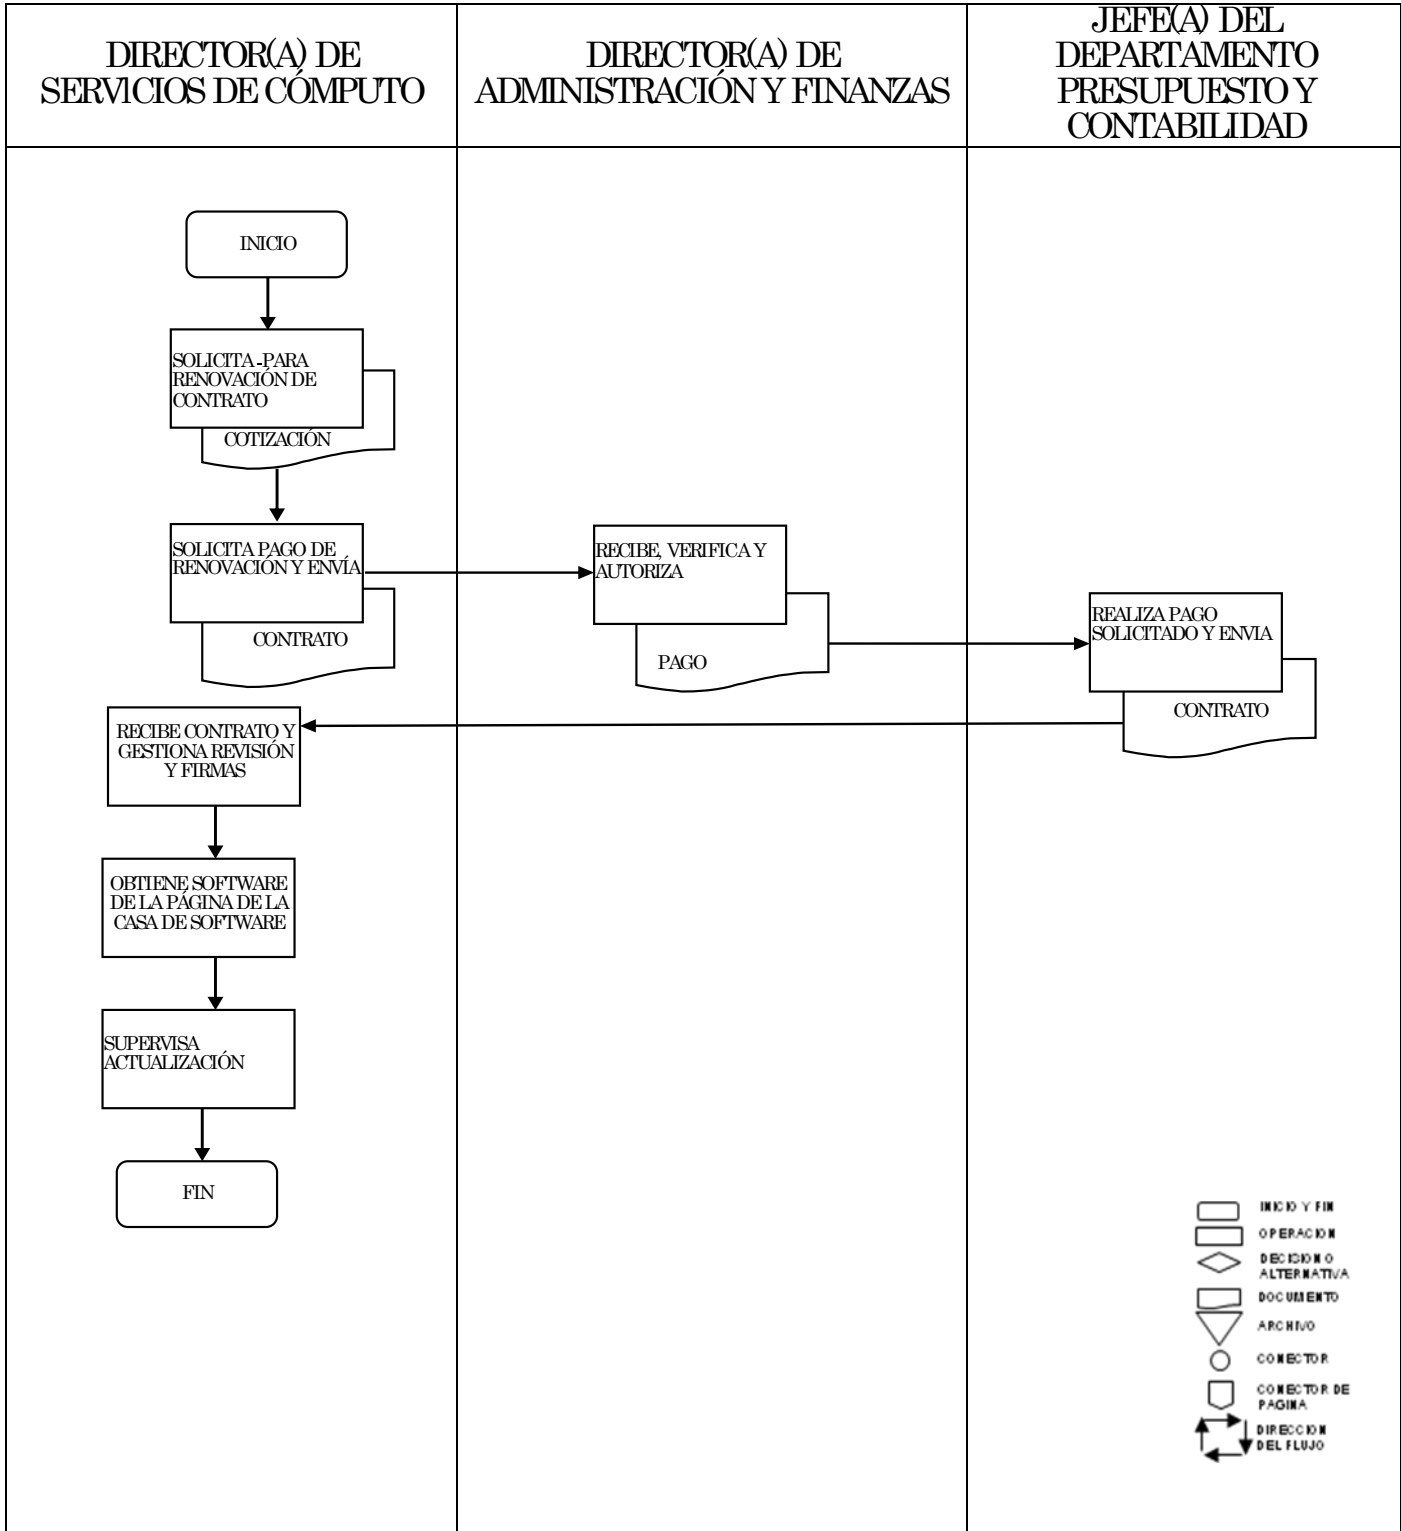 DIRECTOR(A) DE
SERVICIOS DE CÓMPUTO
DIRECTOR(A) DE
ADMINISTRACIÓN Y FINANZAS
JEFE(A) DEL
DEPARTAMENTO
PRESUPUESTO Y
CONTABILIDAD
INICIO
SOLICITA -PARA
RENOVACIÓN DE
CONTRATO
COTIZACIÓN
SOLICITA PAGO DE
RENOVACIÓN Y ENVÍA
CONTRATO
RECIBE, VERIFICA Y
AUTORIZA
PAGO
REALIZA PAGO
SOLICITADO Y ENVIA
CONTRATO
RECIBE CONTRATO Y
GESTIONA REVISIÓN
Y FIRMAS
OBTIENE SOFTWARE
DE LA PÁGINA DE LA
CASA DE SOFTWARE
SUPERVISA
ACTUALIZACIÓN
FIN
INICIO Y FIN
OPERACION
DECISION O
ALTERNATIVA
DOCUMENTO
ARCHIVO
CONECTOR
CONECTOR DE
PAGINA
DIRECCION
DEL FLUJO